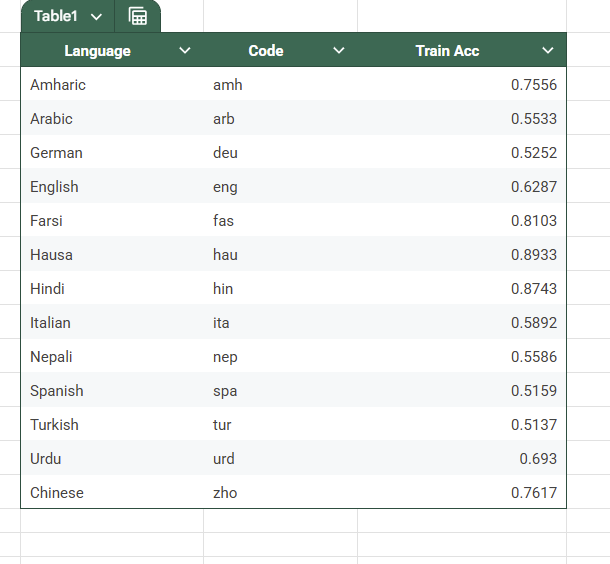 Table1
Language Code Train Acc
Amharic amh 0.7556
Arabic arb 0.5533
German deu 0.5252
English eng 0.6287
Farsi fas 0.8103
Hausa hau 0.8933
Hindi hin 0.8743
Italian ita 0.5892
Nepali nep 0.5586
Spanish spa 0.5159
Turkish tur 0.5137
Urdu urd 0.693
Chinese zho 0.7617